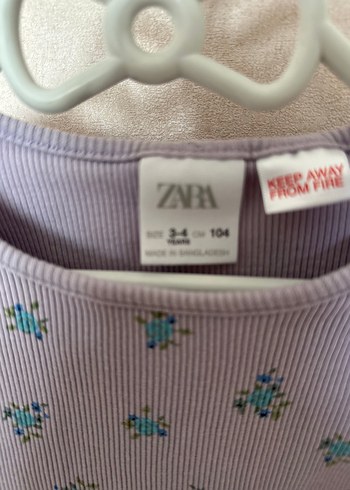 ZARA
SIZE 3-4 CM 104
YEARS
MADE IN BANGLADESH
KEEP AWAY
FROM FIRE